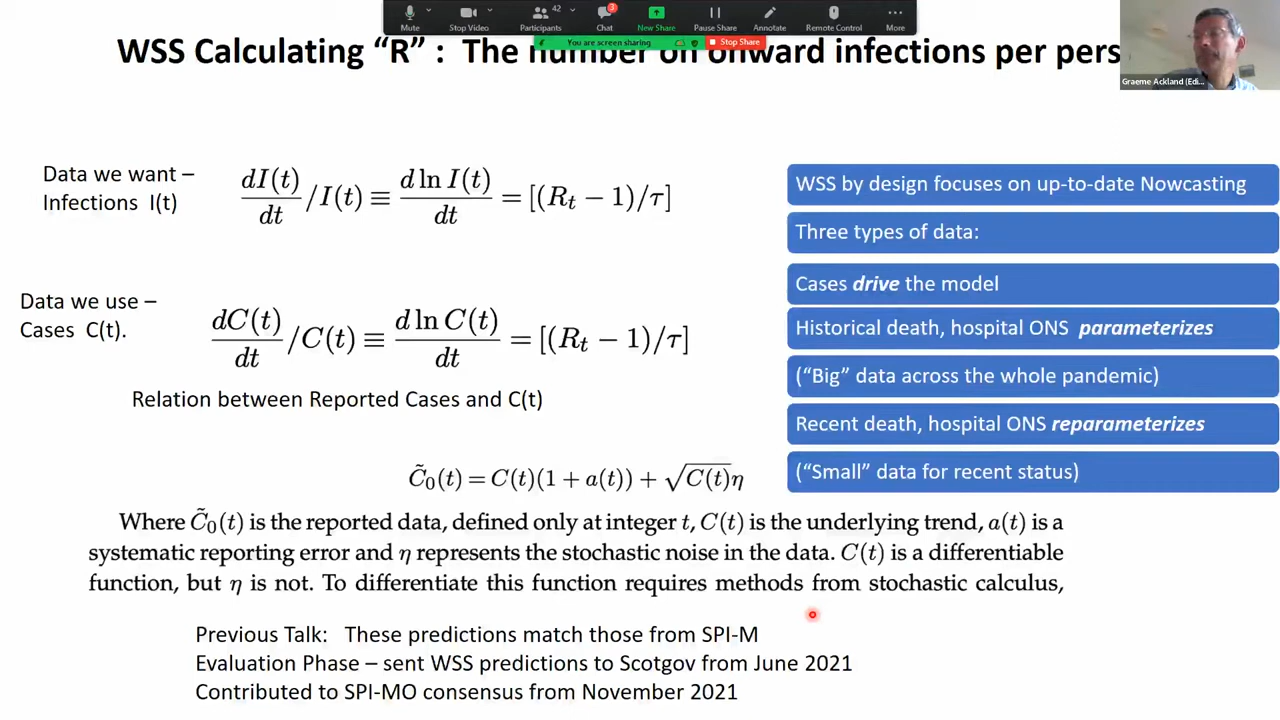 42
3
Mute
Stop Video
Participants
Chat
New Share
Pause Share
Annotate
Remote Control
More
You are screen sharing
Stop Share
WSS Calculating “R” : The number on onward infections per pers
Graeme Ackland (Edi...
Data we want –
Infections I(t)
dI(t)/dt /I(t) ≡ d ln I(t)/dt = [(Rₜ − 1)/τ]
Data we use –
Cases C(t).
dC(t)/dt /C(t) ≡ d ln C(t)/dt = [(Rₜ − 1)/τ]
Relation between Reported Cases and C(t)
C̃₀(t) = C(t)(1 + a(t)) + √C(t)η
Where C̃₀(t) is the reported data, defined only at integer t, C(t) is the underlying trend, a(t) is a
systematic reporting error and η represents the stochastic noise in the data. C(t) is a differentiable
function, but η is not. To differentiate this function requires methods from stochastic calculus,
Previous Talk: These predictions match those from SPI-M
Evaluation Phase – sent WSS predictions to Scotgov from June 2021
Contributed to SPI-MO consensus from November 2021
WSS by design focuses on up-to-date Nowcasting
Three types of data:
Cases drive the model
Historical death, hospital ONS parameterizes
(“Big” data across the whole pandemic)
Recent death, hospital ONS reparameterizes
(“Small” data for recent status)